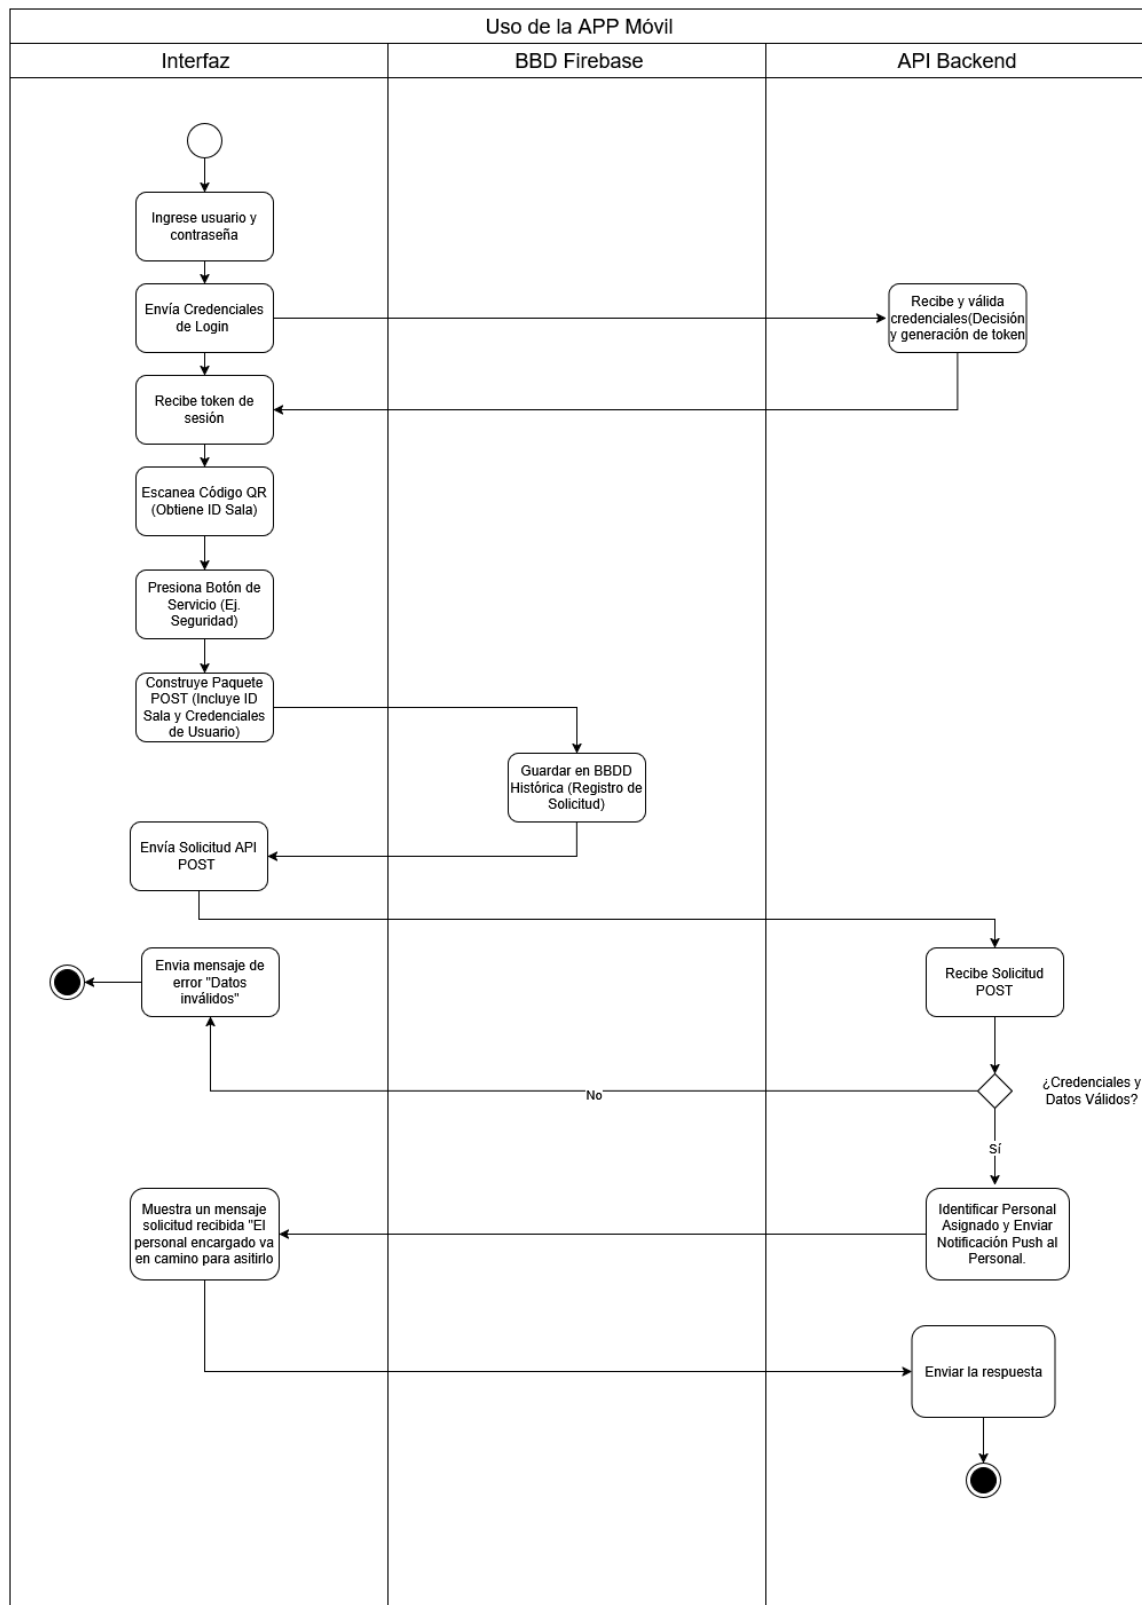 Uso de la APP Móvil
Interfaz
BBD Firebase
API Backend
Ingrese usuario y
contraseña
Envía Credenciales
de Login
Recibe y válida
credenciales(Decisión
y generación de token
Recibe token de
sesión
Escanea Código QR
(Obtiene ID Sala)
Presiona Botón de
Servicio (Ej.
Seguridad)
Construye Paquete
POST (Incluye ID
Sala y Credenciales
de Usuario)
Guardar en BBDD
Histórica (Registro de
Solicitud)
Envía Solicitud API
POST
Envia mensaje de
error "Datos
inválidos"
Recibe Solicitud
POST
¿Credenciales y
Datos Válidos?
No
Sí
Muestra un mensaje
solicitud recibida "El
personal encargado va
en camino para asitirlo
Identificar Personal
Asignado y Enviar
Notificación Push al
Personal.
Enviar la respuesta